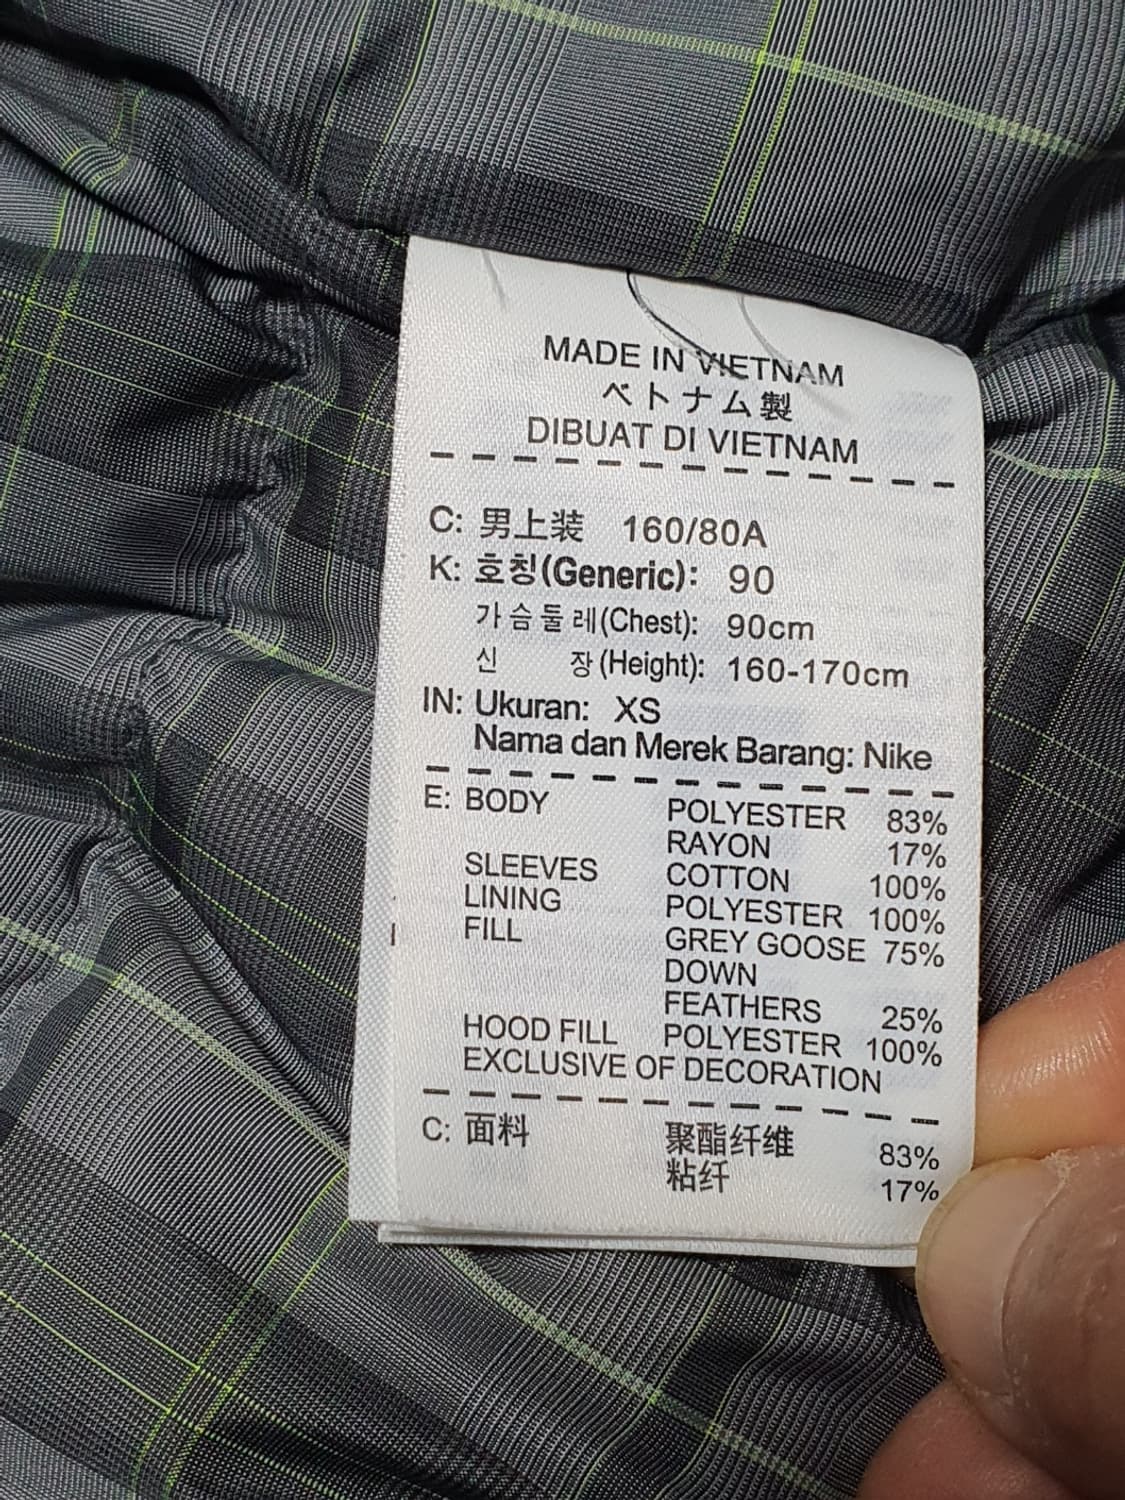 MADE IN VIETNAM
ベトナム製
DIBUAT DI VIETNAM
C: 男上装 160/80A
K: 호칭(Generic): 90
가슴둘레(Chest): 90cm
신 장(Height): 160-170cm
IN: Ukuran: XS
Nama dan Merek Barang: Nike
E: BODY POLYESTER 83%
RAYON 17%
SLEEVES COTTON 100%
LINING POLYESTER 100%
FILL GREY GOOSE 75%
DOWN
FEATHERS 25%
HOOD FILL POLYESTER 100%
EXCLUSIVE OF DECORATION
C: 面料 聚酯纤维 83%
粘纤 17%